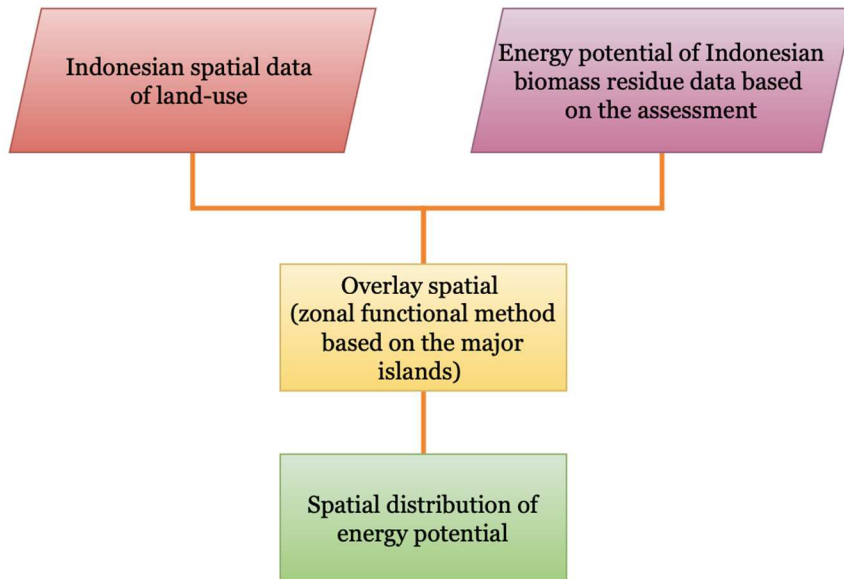 Indonesian spatial data
of land-use
Energy potential of Indonesian
biomass residue data based
on the assessment
Overlay spatial
(zonal functional method
based on the major
islands)
Spatial distribution of
energy potential